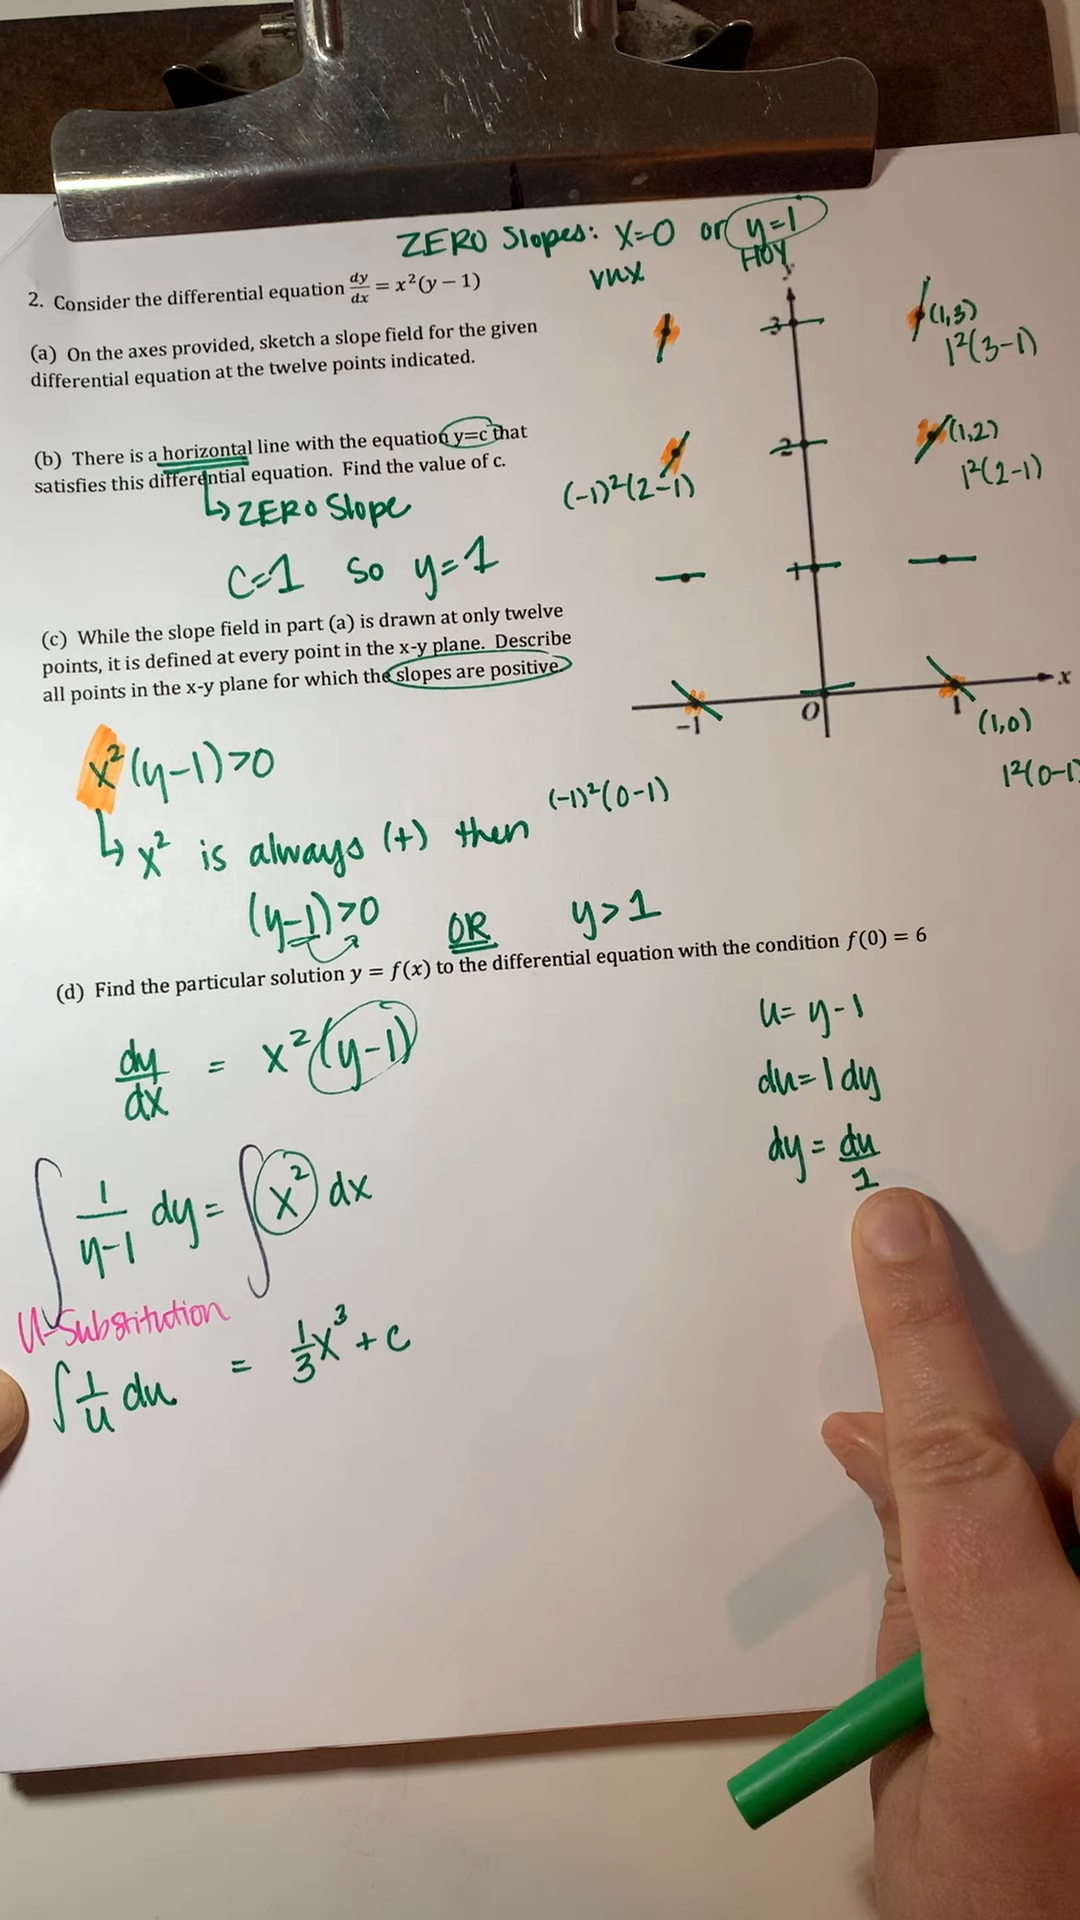 ZERO Slopes: X=0 or y=1
VUX HOY
2. Consider the differential equation dy/dx = x²(y – 1)
y
(a) On the axes provided, sketch a slope field for the given
differential equation at the twelve points indicated.
3
(1,3)
1²(3-1)
(b) There is a horizontal line with the equation y=c that
satisfies this differential equation. Find the value of c.
2
(1,2)
1²(2-1)
(-1)²(2-1)
↳ ZERO Slope
C=1 so y=1
1
(c) While the slope field in part (a) is drawn at only twelve
points, it is defined at every point in the x-y plane. Describe
all points in the x-y plane for which the slopes are positive.
-1 O 1 x
(1,0)
1²(0-1)
(-1)²(0-1)
x²(y-1)>0
↳ x² is always (+) then
(y-1)>0 OR y>1
(d) Find the particular solution y = f(x) to the differential equation with the condition f(0) = 6
dy/dx = x²(y-1)
u= y-1
du=1dy
dy= du/1
∫ 1/y-1 dy = ∫ x² dx
U-Substitution
∫ 1/u du = 1/3 x³ + C